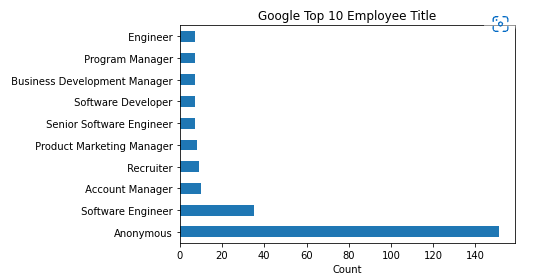 Google Top 10 Employee Title
Engineer
Program Manager
Business Development Manager
Software Developer
Senior Software Engineer
Product Marketing Manager
Recruiter
Account Manager
Software Engineer
Anonymous
0 20 40 60 80 100 120 140
Count